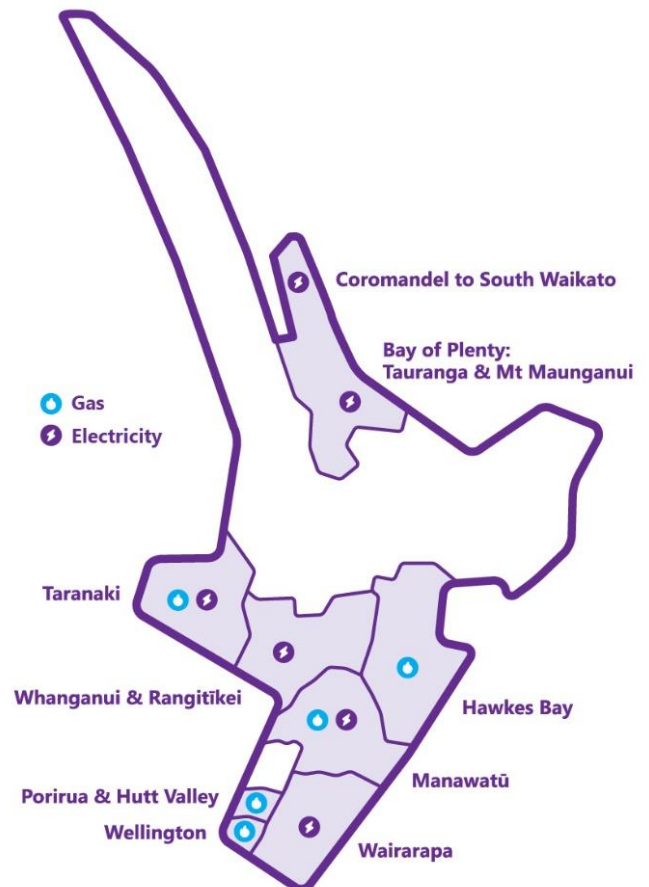 Coromandel to South Waikato
Bay of Plenty:
Tauranga & Mt Maunganui
Gas
Electricity
Taranaki
Whanganui & Rangitīkei
Hawkes Bay
Manawatū
Porirua & Hutt Valley
Wellington
Wairarapa